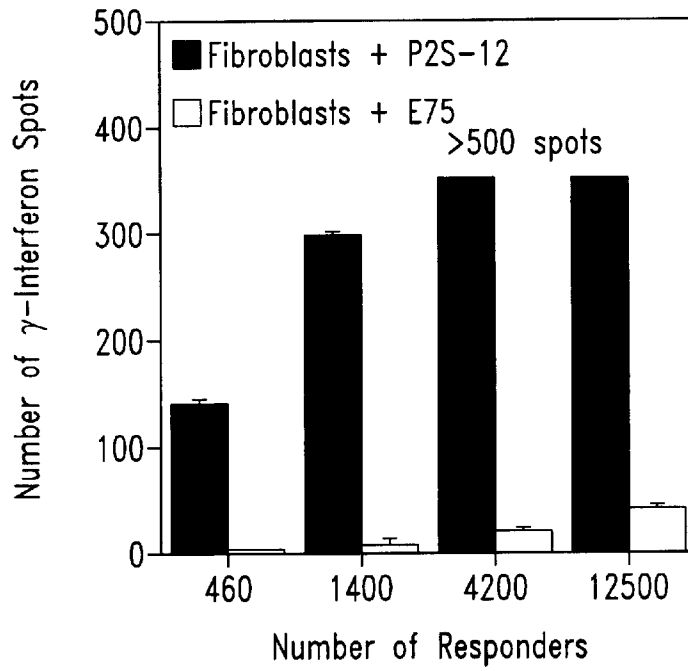 500
400
300
200
100
0
Number of γ-Interferon Spots
Fibroblasts + P2S-12
Fibroblasts + E75
>500 spots
460 1400 4200 12500
Number of Responders